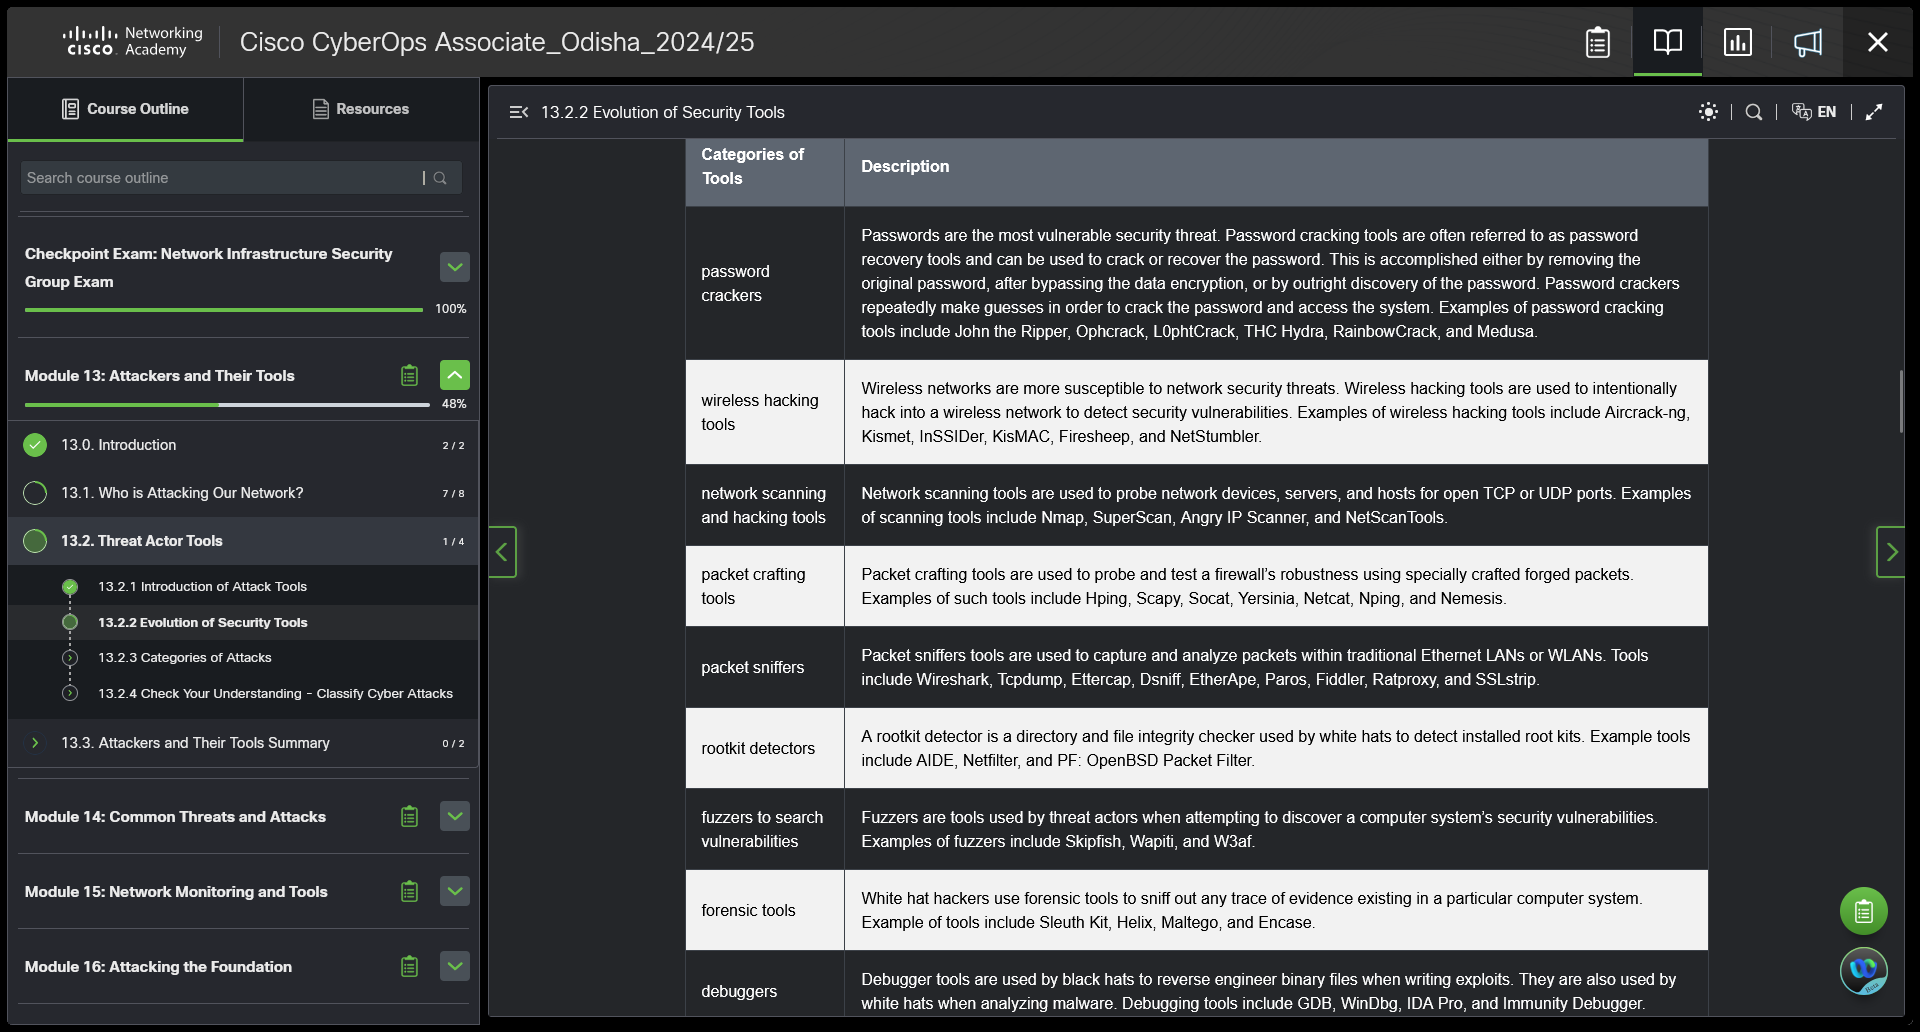 CISCO Networking Academy
Cisco CyberOps Associate_Odisha_2024/25
Course Outline
Resources
Search course outline
Checkpoint Exam: Network Infrastructure Security
Group Exam
100%
Module 13: Attackers and Their Tools
48%
13.0. Introduction 2 / 2
13.1. Who is Attacking Our Network? 7 / 8
13.2. Threat Actor Tools 1 / 4
13.2.1 Introduction of Attack Tools
13.2.2 Evolution of Security Tools
13.2.3 Categories of Attacks
13.2.4 Check Your Understanding - Classify Cyber Attacks
13.3. Attackers and Their Tools Summary 0 / 2
Module 14: Common Threats and Attacks
Module 15: Network Monitoring and Tools
Module 16: Attacking the Foundation
13.2.2 Evolution of Security Tools
EN
Categories of
Tools
Description
password
crackers
Passwords are the most vulnerable security threat. Password cracking tools are often referred to as password
recovery tools and can be used to crack or recover the password. This is accomplished either by removing the
original password, after bypassing the data encryption, or by outright discovery of the password. Password crackers
repeatedly make guesses in order to crack the password and access the system. Examples of password cracking
tools include John the Ripper, Ophcrack, L0phtCrack, THC Hydra, RainbowCrack, and Medusa.
wireless hacking
tools
Wireless networks are more susceptible to network security threats. Wireless hacking tools are used to intentionally
hack into a wireless network to detect security vulnerabilities. Examples of wireless hacking tools include Aircrack-ng,
Kismet, InSSIDer, KisMAC, Firesheep, and NetStumbler.
network scanning
and hacking tools
Network scanning tools are used to probe network devices, servers, and hosts for open TCP or UDP ports. Examples
of scanning tools include Nmap, SuperScan, Angry IP Scanner, and NetScanTools.
packet crafting
tools
Packet crafting tools are used to probe and test a firewall’s robustness using specially crafted forged packets.
Examples of such tools include Hping, Scapy, Socat, Yersinia, Netcat, Nping, and Nemesis.
packet sniffers
Packet sniffers tools are used to capture and analyze packets within traditional Ethernet LANs or WLANs. Tools
include Wireshark, Tcpdump, Ettercap, Dsniff, EtherApe, Paros, Fiddler, Ratproxy, and SSLstrip.
rootkit detectors
A rootkit detector is a directory and file integrity checker used by white hats to detect installed root kits. Example tools
include AIDE, Netfilter, and PF: OpenBSD Packet Filter.
fuzzers to search
vulnerabilities
Fuzzers are tools used by threat actors when attempting to discover a computer system’s security vulnerabilities.
Examples of fuzzers include Skipfish, Wapiti, and W3af.
forensic tools
White hat hackers use forensic tools to sniff out any trace of evidence existing in a particular computer system.
Example of tools include Sleuth Kit, Helix, Maltego, and Encase.
debuggers
Debugger tools are used by black hats to reverse engineer binary files when writing exploits. They are also used by
white hats when analyzing malware. Debugging tools include GDB, WinDbg, IDA Pro, and Immunity Debugger.
Beta